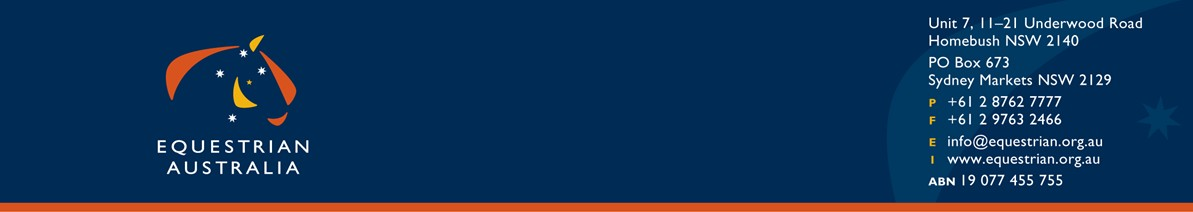 EQUESTRIAN
AUSTRALIA
Unit 7, 11–21 Underwood Road
Homebush NSW 2140
PO Box 673
Sydney Markets NSW 2129
P +61 2 8762 7777
F +61 2 9763 2466
E info@equestrian.org.au
I www.equestrian.org.au
ABN 19 077 455 755